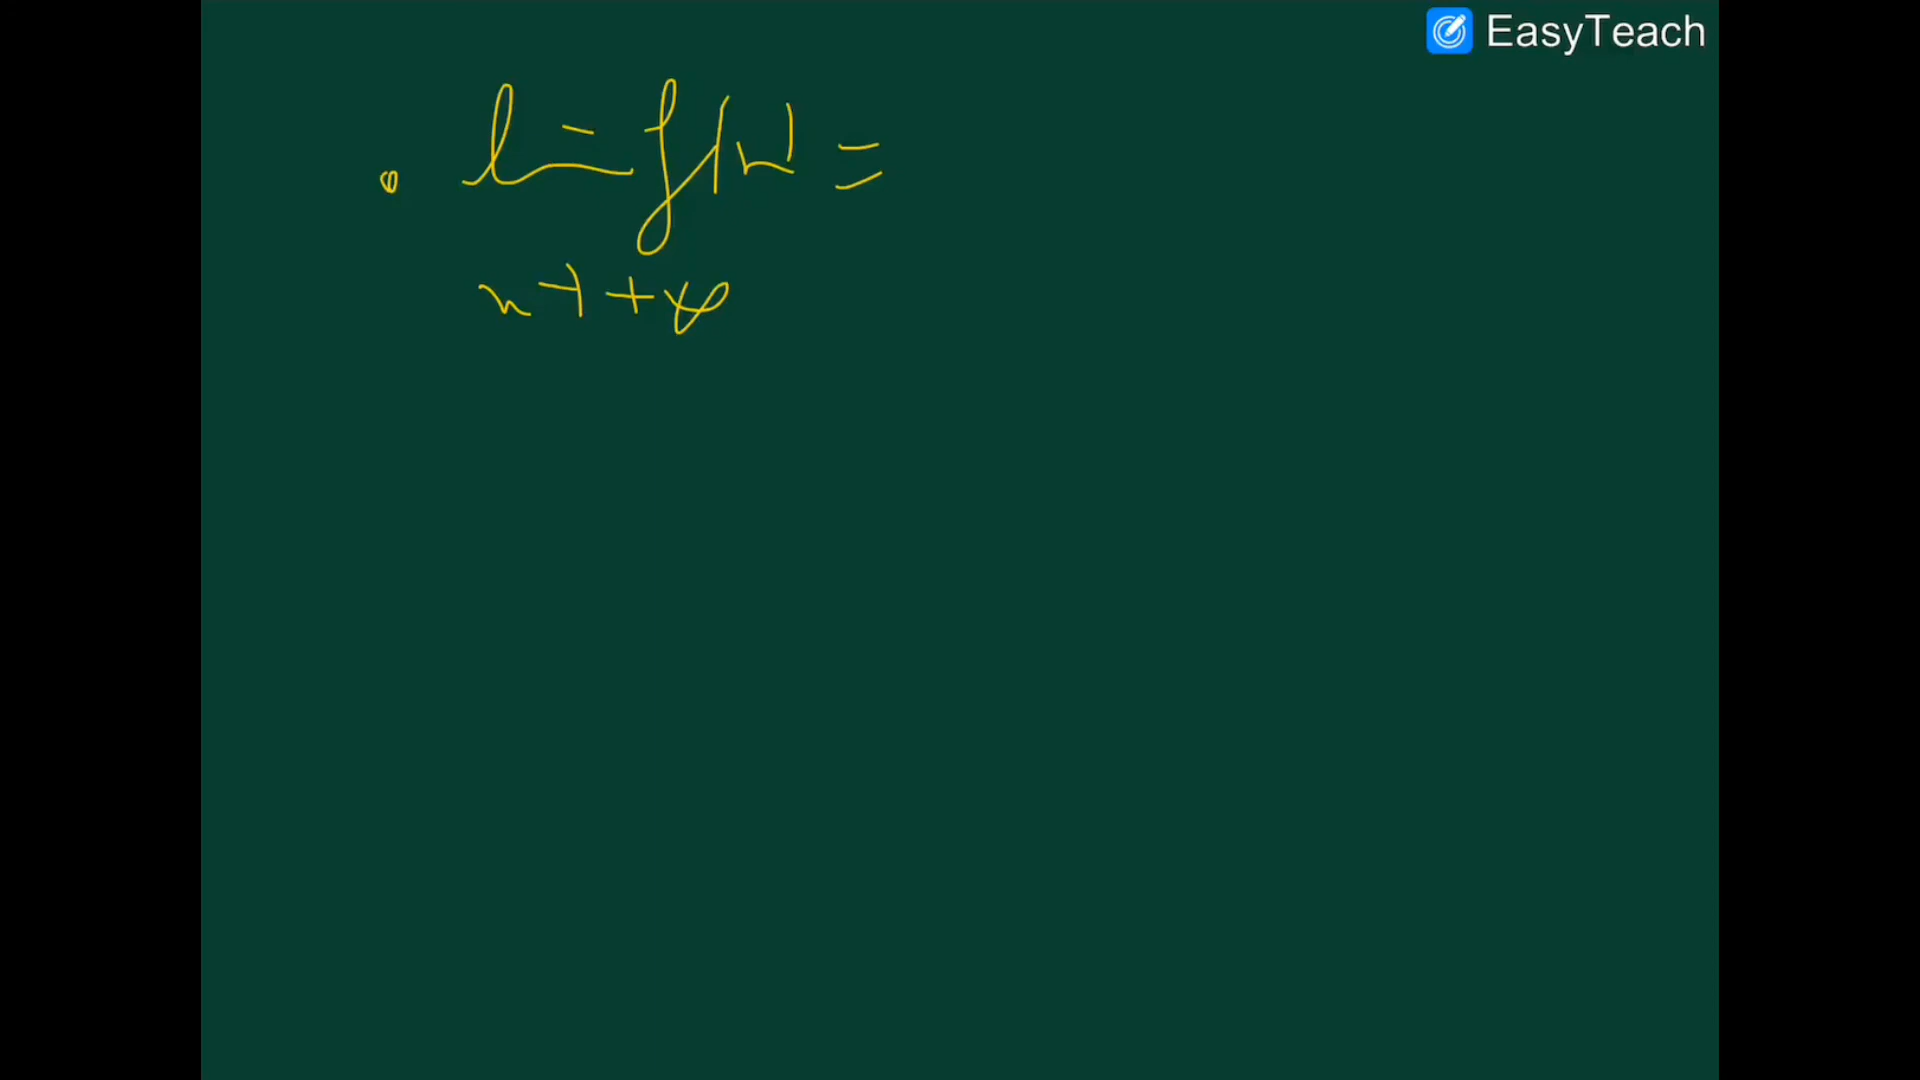 EasyTeach
• lim f(x) =
x → +∞